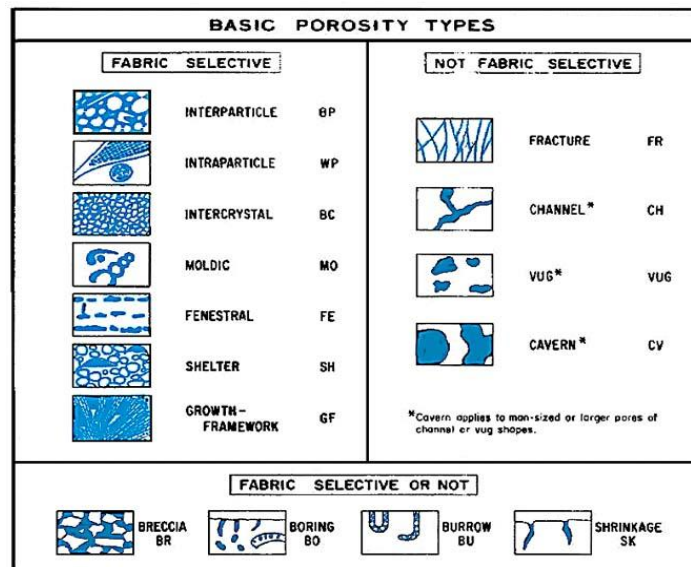 BASIC POROSITY TYPES
FABRIC SELECTIVE
INTERPARTICLE BP
INTRAPARTICLE WP
INTERCRYSTAL BC
MOLDIC MO
FENESTRAL FE
SHELTER SH
GROWTH-
FRAMEWORK GF
NOT FABRIC SELECTIVE
FRACTURE FR
CHANNEL* CH
VUG* VUG
CAVERN* CV
*Cavern applies to man-sized or larger pores of
channel or vug shapes.
FABRIC SELECTIVE OR NOT
BRECCIA
BR
BORING
BO
BURROW
BU
SHRINKAGE
SK